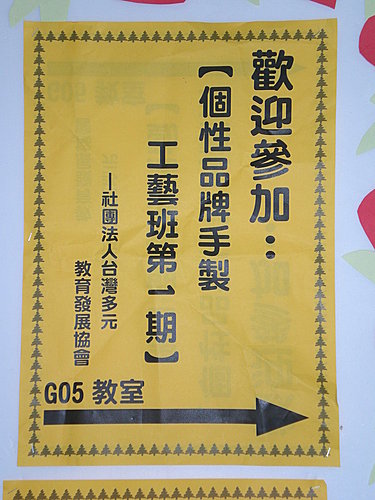 歡迎參加：
【個性品牌手製
工藝班第1期】
—社團法人台灣多元
教育發展協會
G05 教室